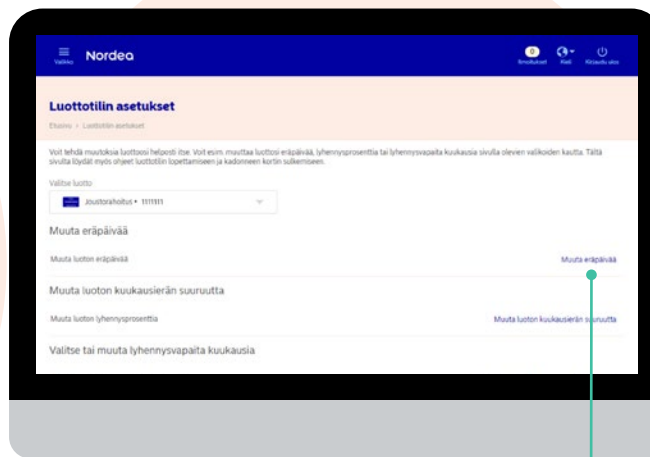 Valikko
Nordea
0
Ilmoitukset
Kieli
Kirjaudu ulos
Luottotilin asetukset
Etusivu > Luottotilin asetukset
Voit tehdä muutoksia luottoosi helposti itse. Voit esim. muuttaa luottosi eräpäivää, lyhennysprosenttia tai lyhennysvapaita kuukausia sivulla olevien valikoiden kautta. Tältä
sivulta löydät myös ohjeet luottotilin lopettamiseen ja kadonneen kortin sulkemiseen.
Valitse luotto
Joustorahoitus • 1111111
Muuta eräpäivää
Muuta luoton eräpäivää
Muuta eräpäivää
Muuta luoton kuukausierän suuruutta
Muuta luoton lyhennysprosenttia
Muuta luoton kuukausierän suuruutta
Valitse tai muuta lyhennysvapaita kuukausia